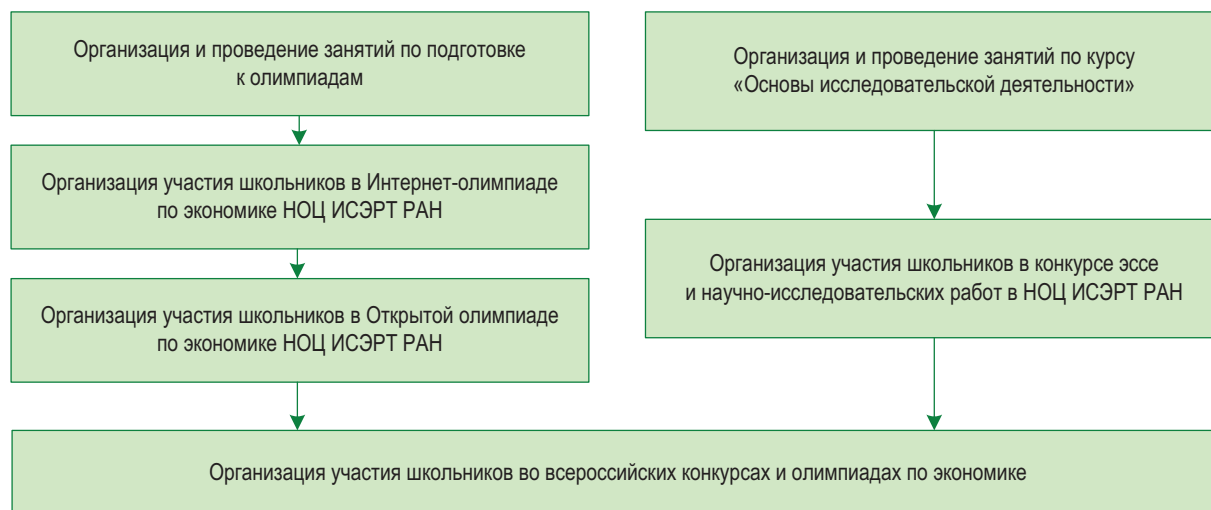 Организация и проведение занятий по подготовке
к олимпиадам
Организация участия школьников в Интернет-олимпиаде
по экономике НОЦ ИСЭРТ РАН
Организация участия школьников в Открытой олимпиаде
по экономике НОЦ ИСЭРТ РАН
Организация и проведение занятий по курсу
«Основы исследовательской деятельности»
Организация участия школьников в конкурсе эссе
и научно-исследовательских работ в НОЦ ИСЭРТ РАН
Организация участия школьников во всероссийских конкурсах и олимпиадах по экономике